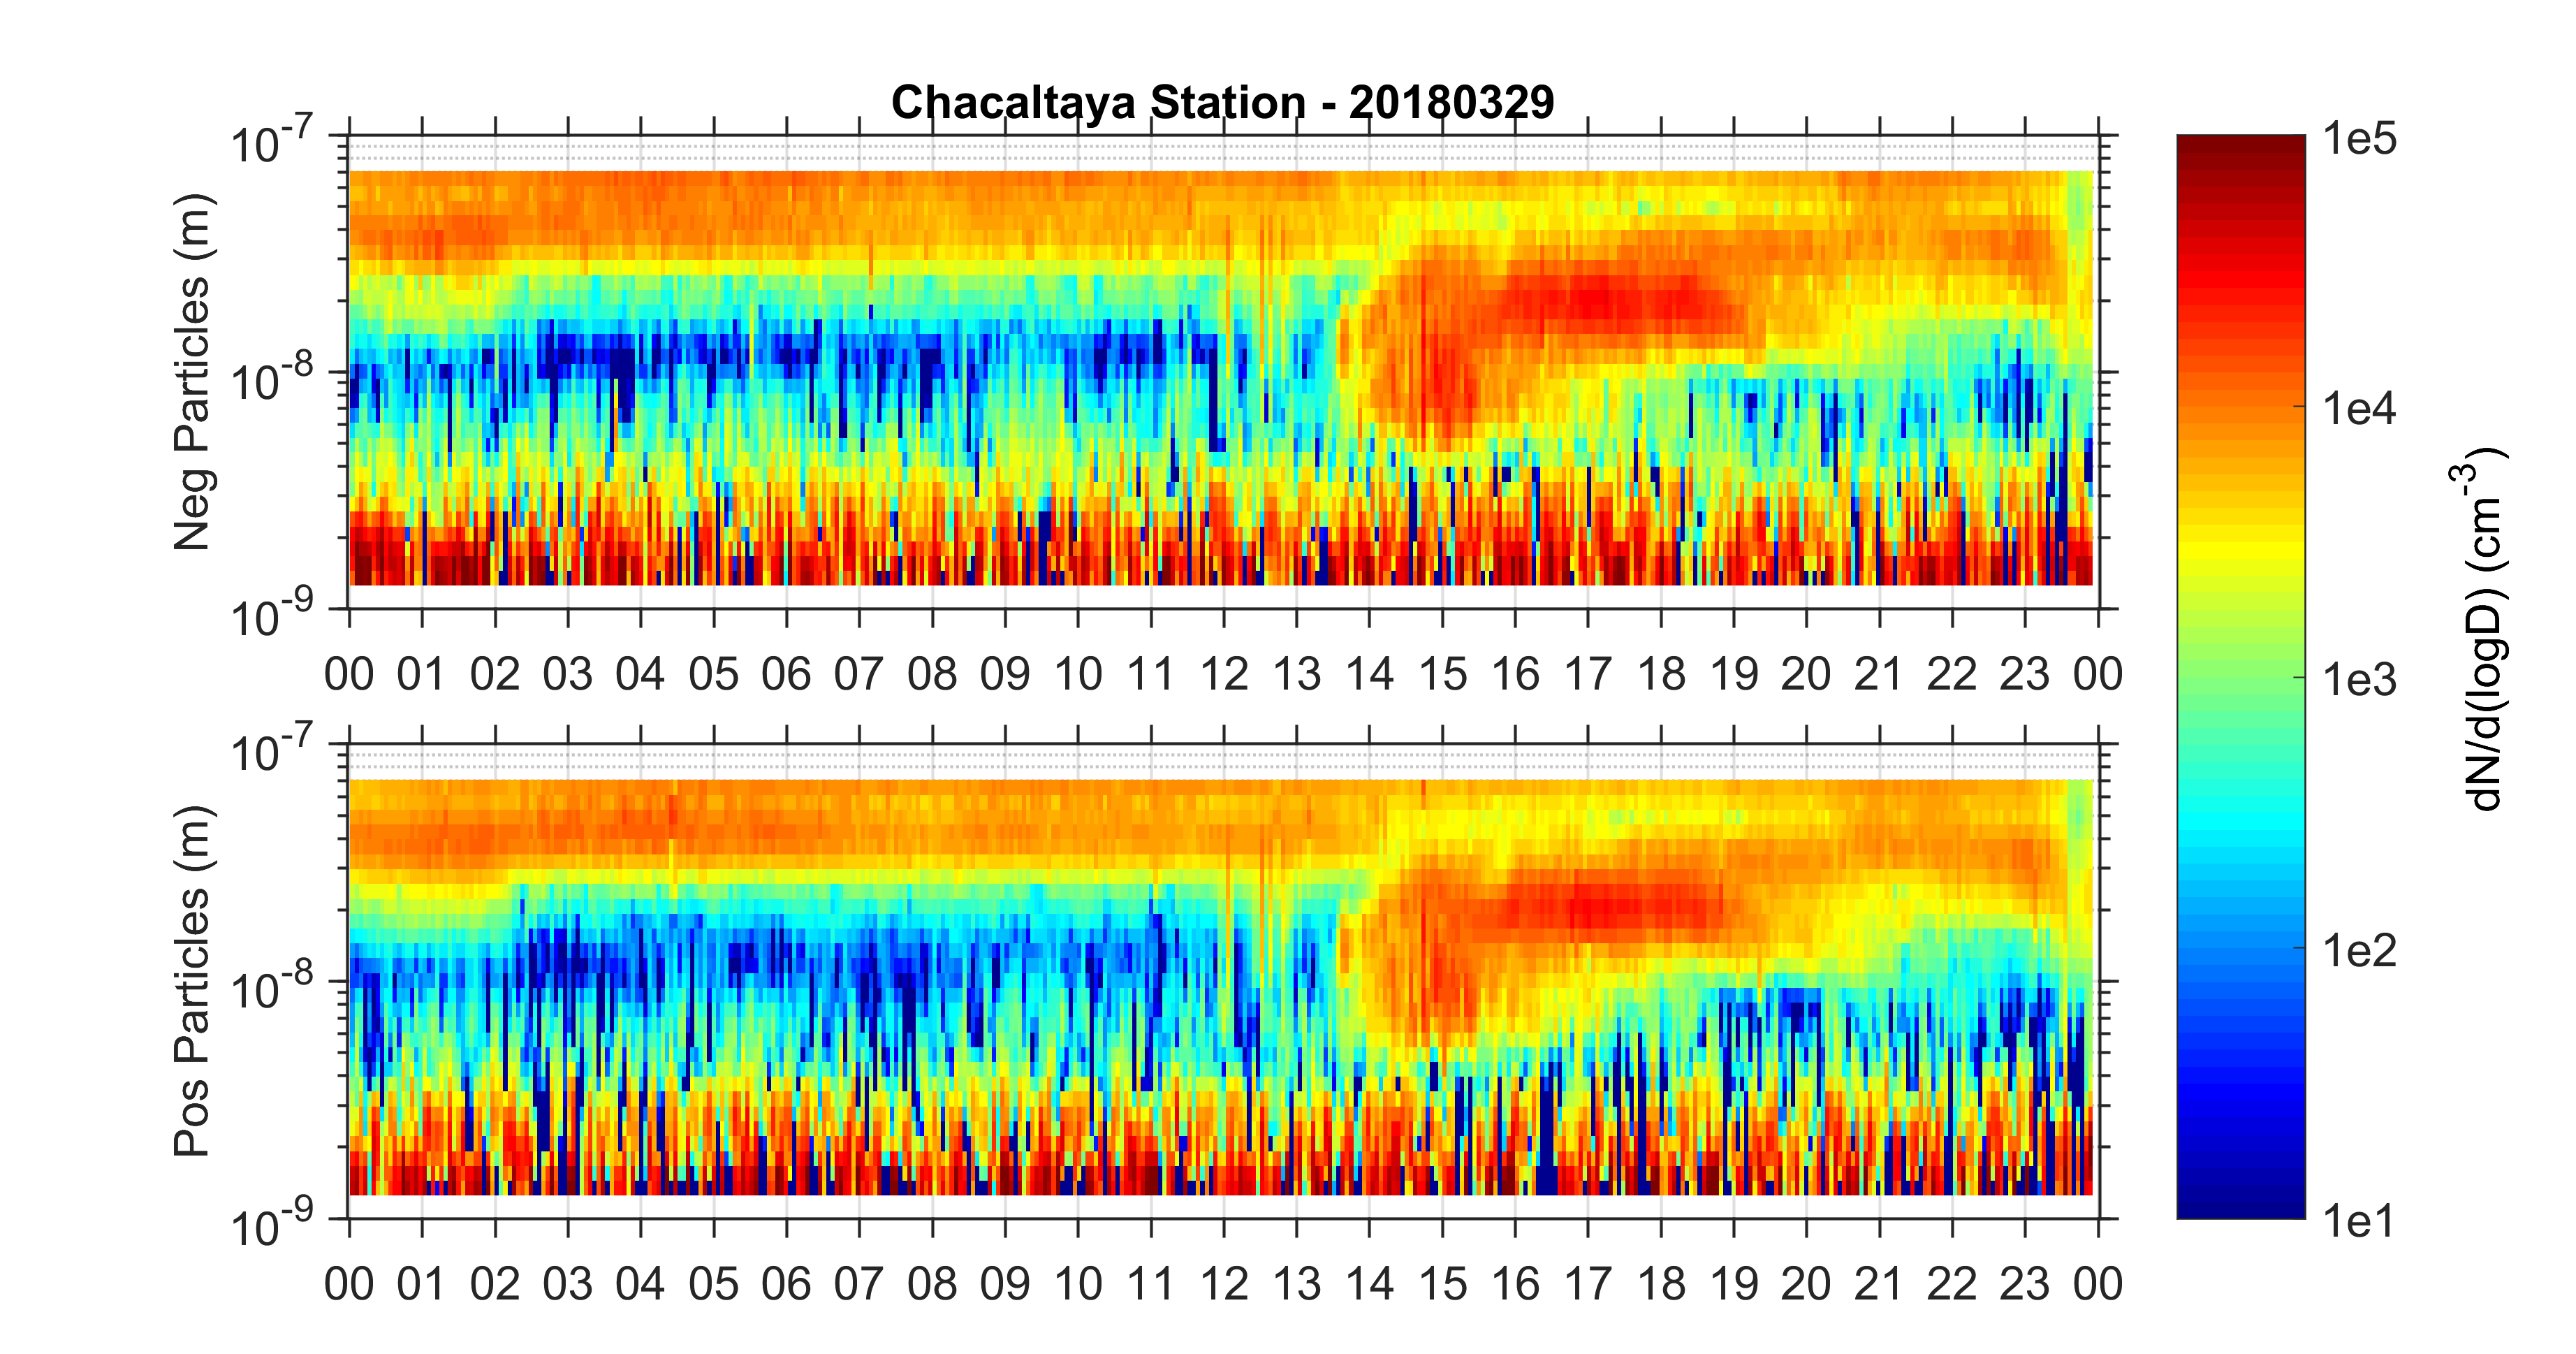 Chacaltaya Station - 20180329
10-7
10-8
10-9
Neg Particles (m)
00 01 02 03 04 05 06 07 08 09 10 11 12 13 14 15 16 17 18 19 20 21 22 23 00
10-7
10-8
10-9
Pos Particles (m)
00 01 02 03 04 05 06 07 08 09 10 11 12 13 14 15 16 17 18 19 20 21 22 23 00
1e5
1e4
1e3
1e2
1e1
dN/d(logD) (cm-3)